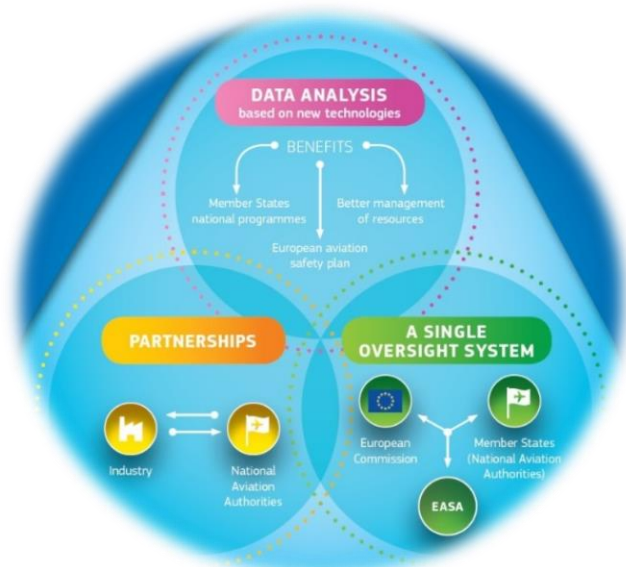 DATA ANALYSIS
based on new technologies
BENEFITS
Member States
national programmes
Better management
of resources
European aviation
safety plan
PARTNERSHIPS
A SINGLE
OVERSIGHT SYSTEM
Industry
National
Aviation
Authorities
European
Commission
Member States
(National Aviation
Authorities)
EASA